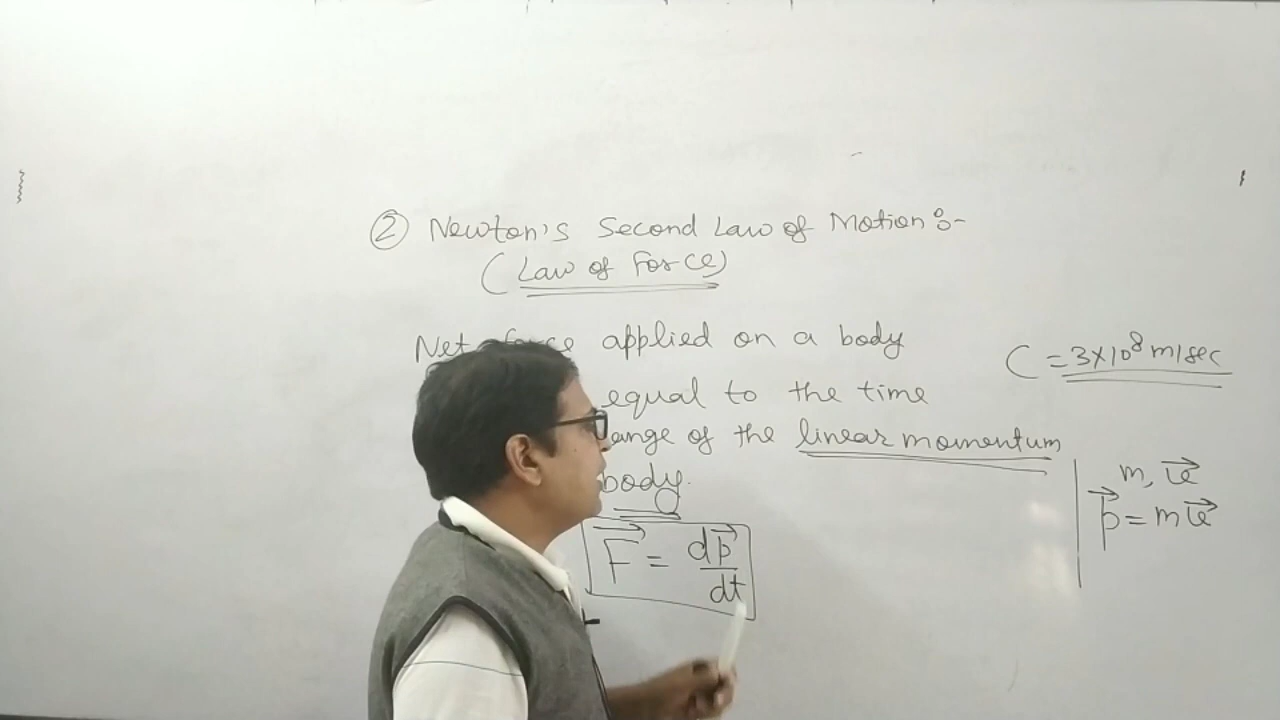 ② Newton's Second Law of Motion :-
(Law of Force)
Net force applied on a body
equal to the time
ange of the linear momentum
body.
F⃗ = dp⃗/dt
C = 3×10⁸ m/sec
m, v⃗
p⃗ = mv⃗